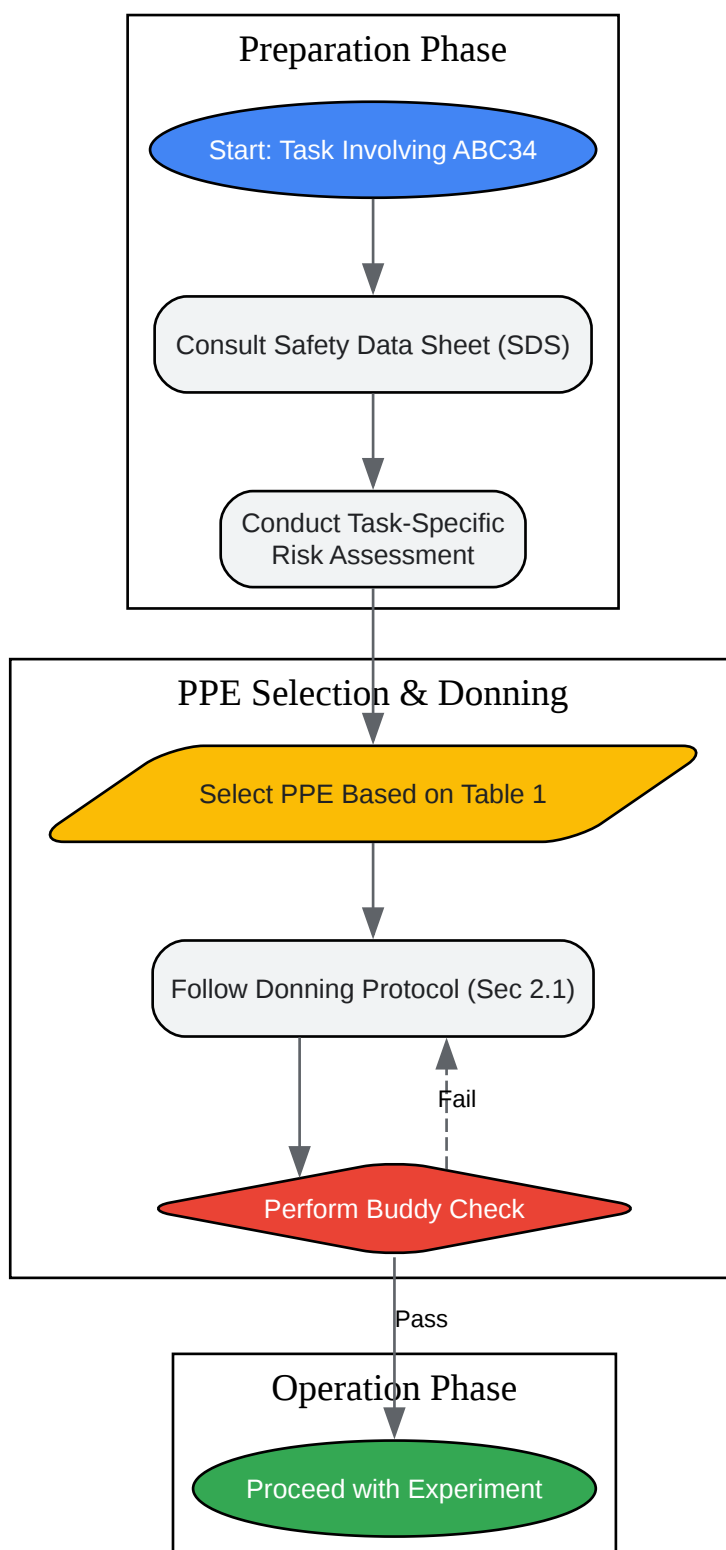 Preparation Phase
Start: Task Involving ABC34
Consult Safety Data Sheet (SDS)
Conduct Task-Specific
Risk Assessment
PPE Selection & Donning
Select PPE Based on Table 1
Follow Donning Protocol (Sec 2.1)
Fail
Perform Buddy Check
Pass
Operation Phase
Proceed with Experiment